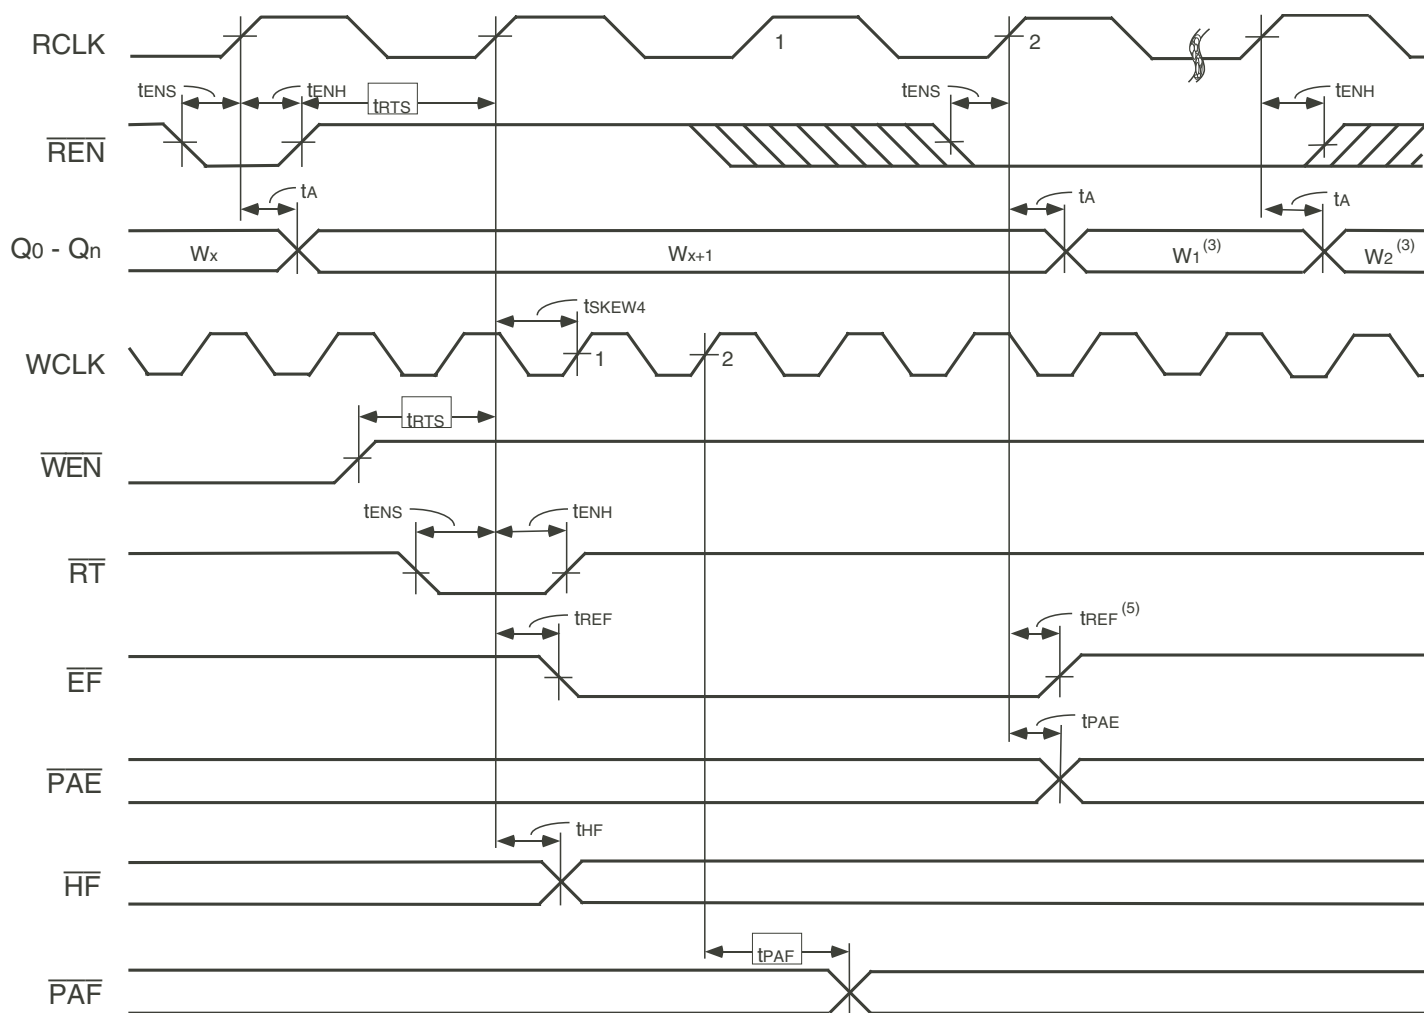 RCLK
1
2
tENS
tENH
tRTS
tENS
tENH
REN
tA
tA
tA
Q0 - Qn
Wx
Wx+1
W1(3)
W2(3)
tSKEW4
WCLK
1
2
tRTS
WEN
tENS
tENH
RT
tREF
tREF(5)
EF
tPAE
PAE
tHF
HF
tPAF
PAF